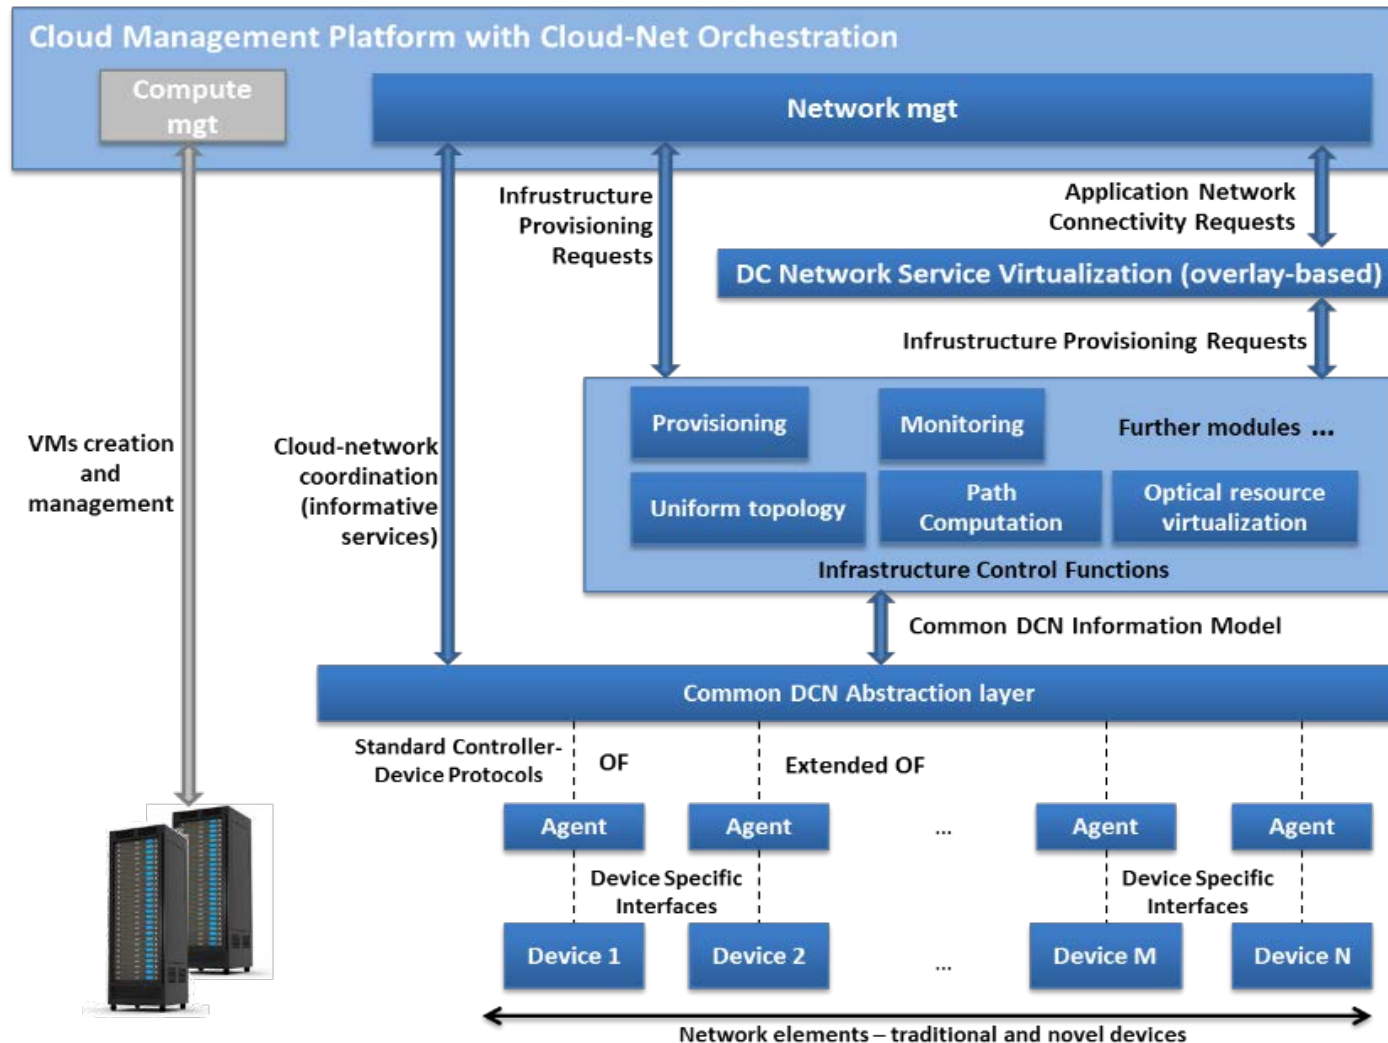 Cloud Management Platform with Cloud-Net Orchestration
Compute
mgt
Network mgt
Infrustructure
Provisioning
Requests
Application Network
Connectivity Requests
DC Network Service Virtualization (overlay-based)
Infrustructure Provisioning Requests
Provisioning
Monitoring
Further modules ...
VMs creation
and
management
Cloud-network
coordination
(informative
services)
Uniform topology
Path
Computation
Optical resource
virtualization
Infrastructure Control Functions
Common DCN Information Model
Common DCN Abstraction layer
Standard Controller-
Device Protocols
OF
Extended OF
Agent
Agent
...
Agent
Agent
Device Specific
Interfaces
Device Specific
Interfaces
Device 1
Device 2
...
Device M
Device N
Network elements – traditional and novel devices